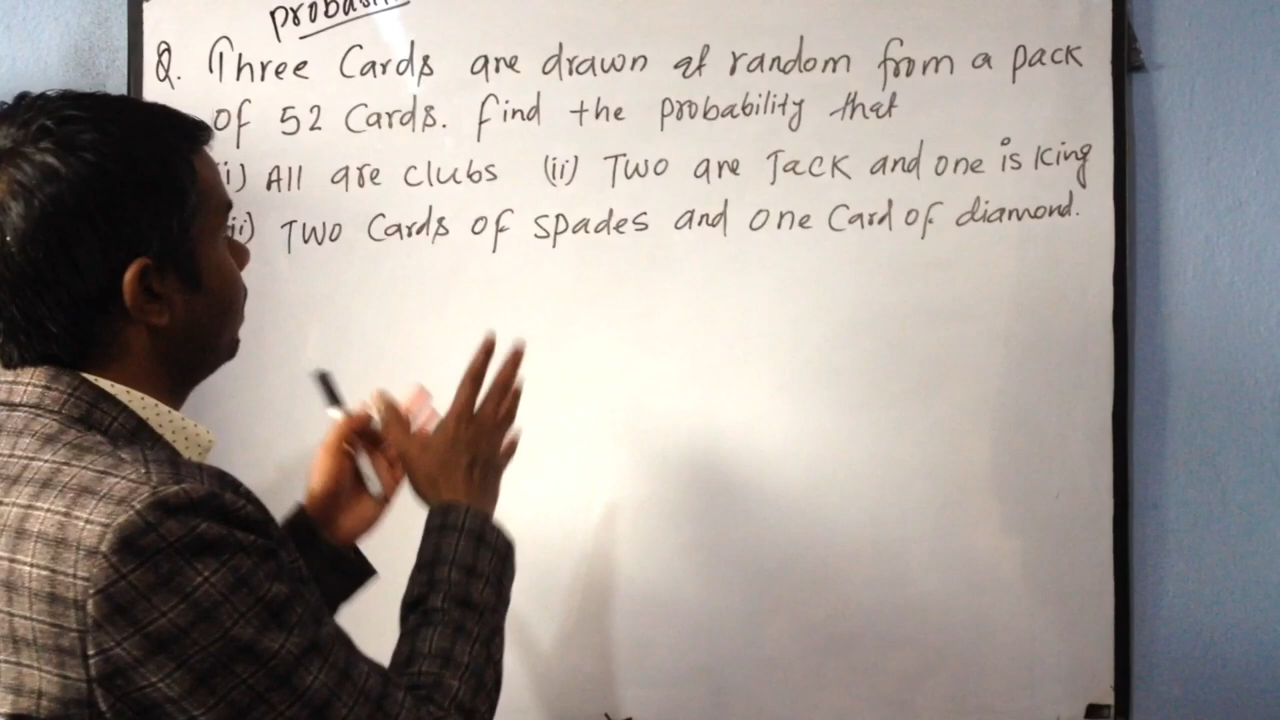 Q. Three Cards are drawn at random from a pack
of 52 Cards. find the probability that
i) All are clubs (ii) Two are Jack and one is King
ii) Two Cards of spades and one Card of diamond.